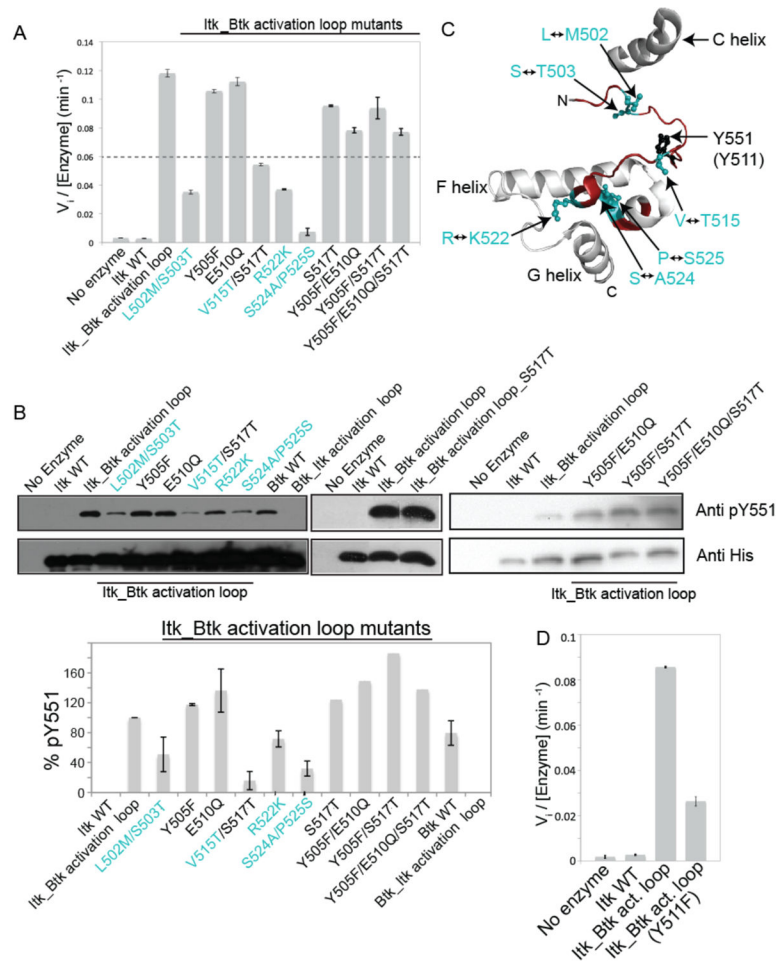 A
Itk_Btk activation loop mutants
Vi / [Enzyme] (min -1)
0.14
0.12
0.10
0.08
0.06
0.04
0.02
0
No enzyme
Itk WT
Itk_Btk activation loop
L502M/S503T
Y505F
E510Q
V515T/S517T
R522K
S524A/P525S
S517T
Y505F/E510Q
Y505F/S517T
Y505F/E510Q/S517T
C
L↔M502
C helix
S↔T503
N
Y551
(Y511)
F helix
V↔T515
R↔K522
P↔S525
G helix
S↔A524
C
B
No Enzyme
Itk WT
Itk_Btk activation loop
L502M/S503T
Y505F
E510Q
V515T/S517T
R522K
S524A/P525S
Btk WT
Btk_Itk activation loop
No Enzyme
Itk WT
Itk_Btk activation loop
Itk_Btk activation loop_S517T
No Enzyme
Itk WT
Itk_Btk activation loop
Y505F/E510Q
Y505F/S517T
Y505F/E510Q/S517T
Anti pY551
Anti His
Itk_Btk activation loop
Itk_Btk activation loop
Itk_Btk activation loop mutants
% pY551
160
120
80
40
0
Itk WT
Itk_Btk activation loop
L502M/S503T
Y505F
E510Q
V515T/S517T
R522K
S524A/P525S
S517T
Y505F/E510Q
Y505F/S517T
Y505F/E510Q/S517T
Btk WT
Btk_Itk activation loop
D
Vi / [Enzyme] (min -1)
0.1
0.08
0.06
0.04
0.02
0
No enzyme
Itk WT
Itk_Btk act. loop
Itk_Btk act. loop
(Y511F)